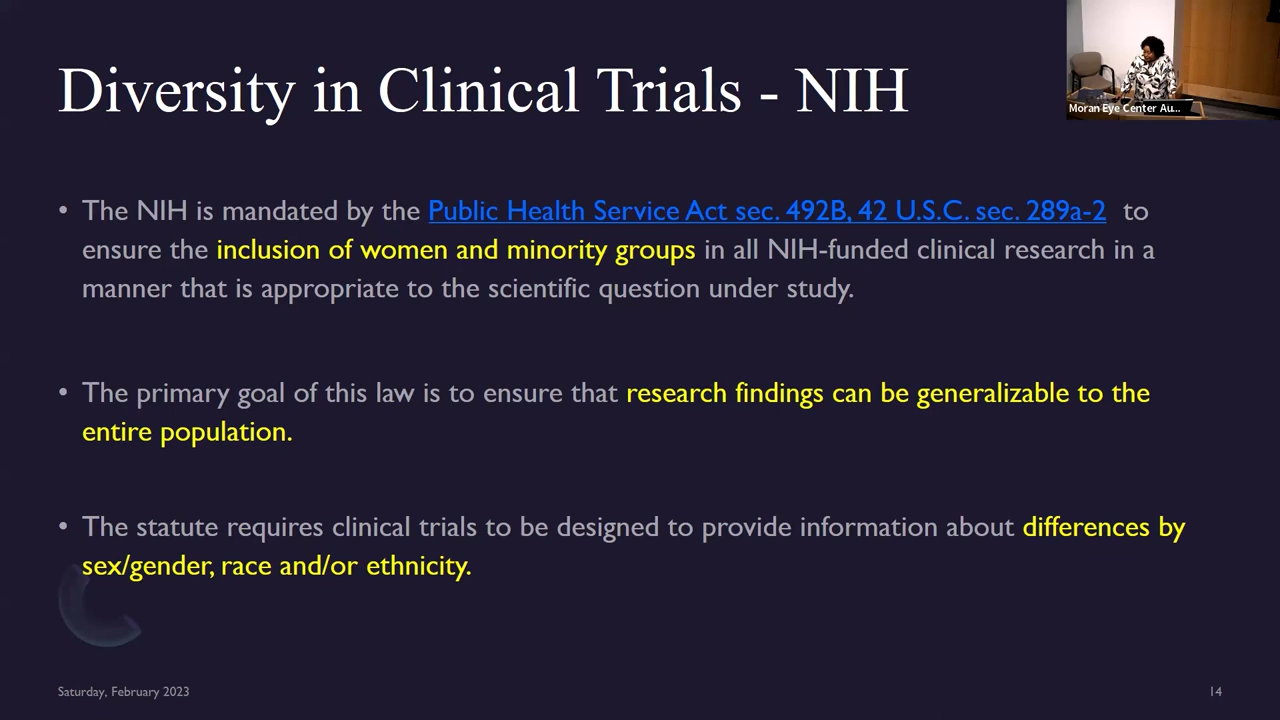 Diversity in Clinical Trials - NIH
Moran Eye Center Au...
• The NIH is mandated by the Public Health Service Act sec. 492B, 42 U.S.C. sec. 289a-2 to
ensure the inclusion of women and minority groups in all NIH-funded clinical research in a
manner that is appropriate to the scientific question under study.
• The primary goal of this law is to ensure that research findings can be generalizable to the
entire population.
• The statute requires clinical trials to be designed to provide information about differences by
sex/gender, race and/or ethnicity.
Saturday, February 2023
14